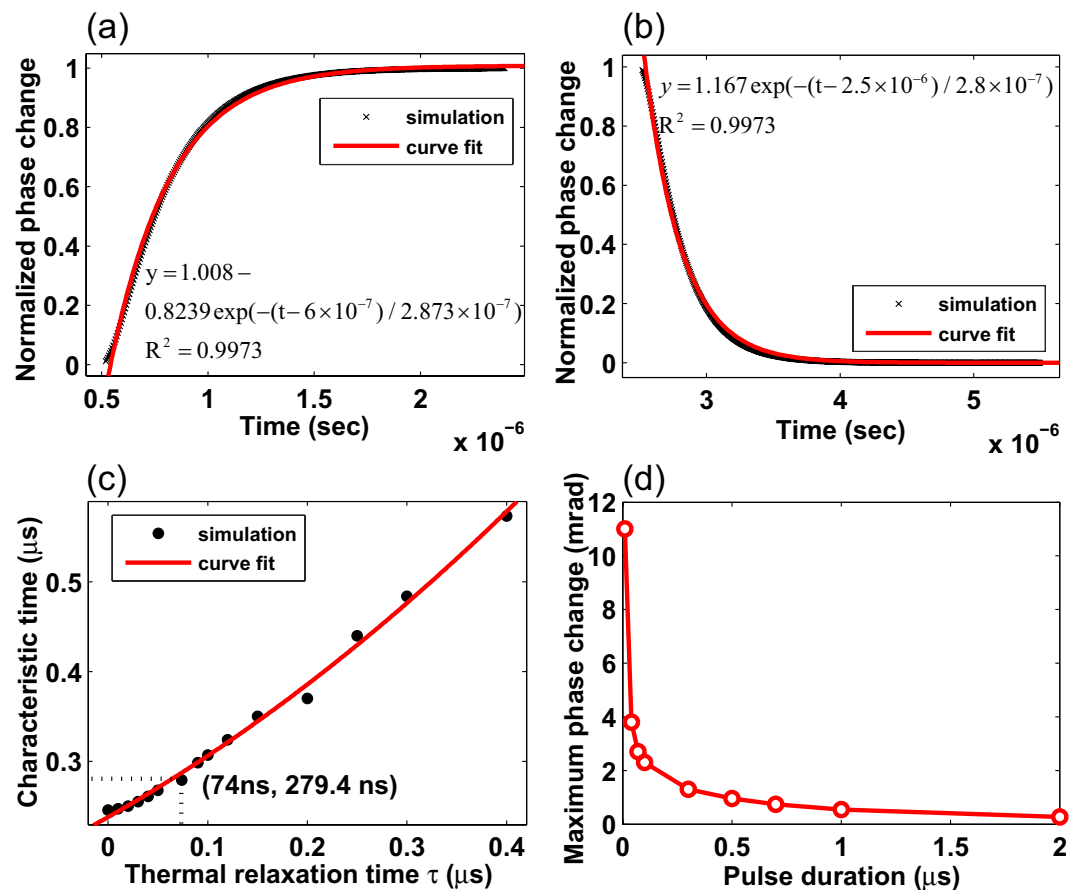 (a)
Normalized phase change
1
0.8
0.6
0.4
0.2
0
simulation
curve fit
y = 1.008 −
0.8239 exp(−(t− 6×10⁻⁷) / 2.873×10⁻⁷)
R² = 0.9973
0.5 1 1.5 2
Time (sec)
x 10⁻⁶
(b)
Normalized phase change
1
0.8
0.6
0.4
0.2
0
y = 1.167 exp(−(t− 2.5×10⁻⁶) / 2.8×10⁻⁷)
R² = 0.9973
simulation
curve fit
3 4 5
Time (sec)
x 10⁻⁶
(c)
Characteristic time (μs)
0.5
0.4
0.3
simulation
curve fit
(74ns, 279.4 ns)
0 0.1 0.2 0.3 0.4
Thermal relaxation time τ (μs)
(d)
Maximum phase change (mrad)
12
10
8
6
4
2
0
0 0.5 1 1.5 2
Pulse duration (μs)